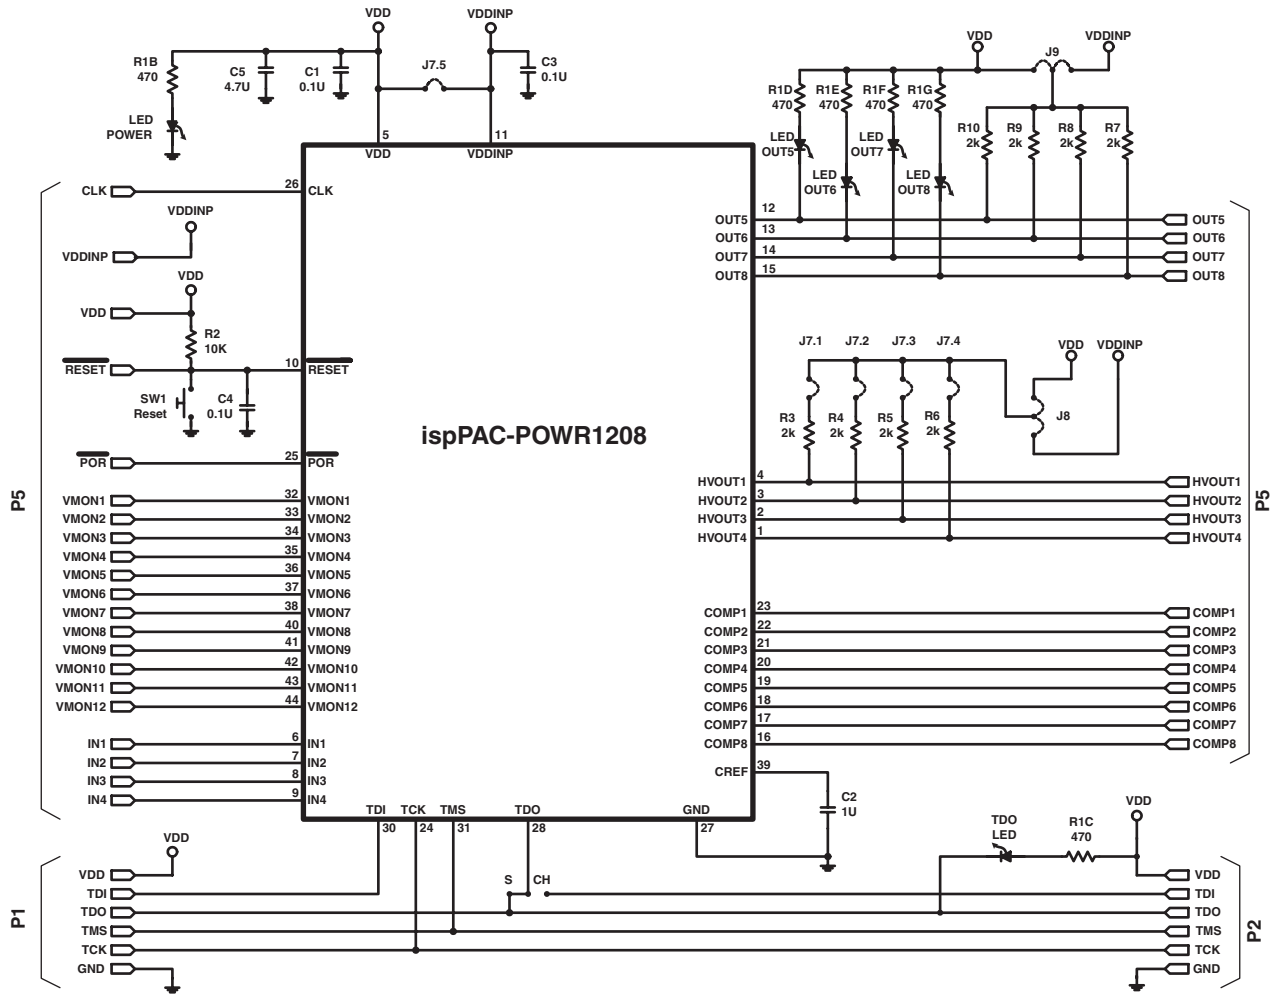 VDD
VDDINP
R1B
470
C5
4.7U
C1
0.1U
J7.5
C3
0.1U
LED
POWER
5
VDD
11
VDDINP
VDD
J9
VDDINP
R1D
470
R1E
470
R1F
470
R1G
470
R10
2k
R9
2k
R8
2k
R7
2k
LED
OUT5
LED
OUT6
LED
OUT7
LED
OUT8
CLK
26
CLK
VDDINP
VDDINP
VDD
VDD
R2
10K
RESET
10
RESET
SW1
Reset
C4
0.1U
POR
25
POR
ispPAC-POWR1208
OUT5 12 OUT5
OUT6 13 OUT6
OUT7 14 OUT7
OUT8 15 OUT8
J7.1
J7.2
J7.3
J7.4
VDD
VDDINP
R3
2k
R4
2k
R5
2k
R6
2k
J8
HVOUT1 4 HVOUT1
HVOUT2 3 HVOUT2
HVOUT3 2 HVOUT3
HVOUT4 1 HVOUT4
P5
P5
VMON1 32 VMON1
VMON2 33 VMON2
VMON3 34 VMON3
VMON4 35 VMON4
VMON5 36 VMON5
VMON6 37 VMON6
VMON7 38 VMON7
VMON8 40 VMON8
VMON9 41 VMON9
VMON10 42 VMON10
VMON11 43 VMON11
VMON12 44 VMON12
COMP1 23 COMP1
COMP2 22 COMP2
COMP3 21 COMP3
COMP4 20 COMP4
COMP5 19 COMP5
COMP6 18 COMP6
COMP7 17 COMP7
COMP8 16 COMP8
IN1 6 IN1
IN2 7 IN2
IN3 8 IN3
IN4 9 IN4
CREF 39
C2
1U
TDI
30
TCK
24
TMS
31
TDO
28
GND
27
VDD
TDO
LED
R1C
470
VDD
S
CH
P1
VDD
TDI
TDO
TMS
TCK
GND
VDD
TDI
TDO
TMS
TCK
GND
P2